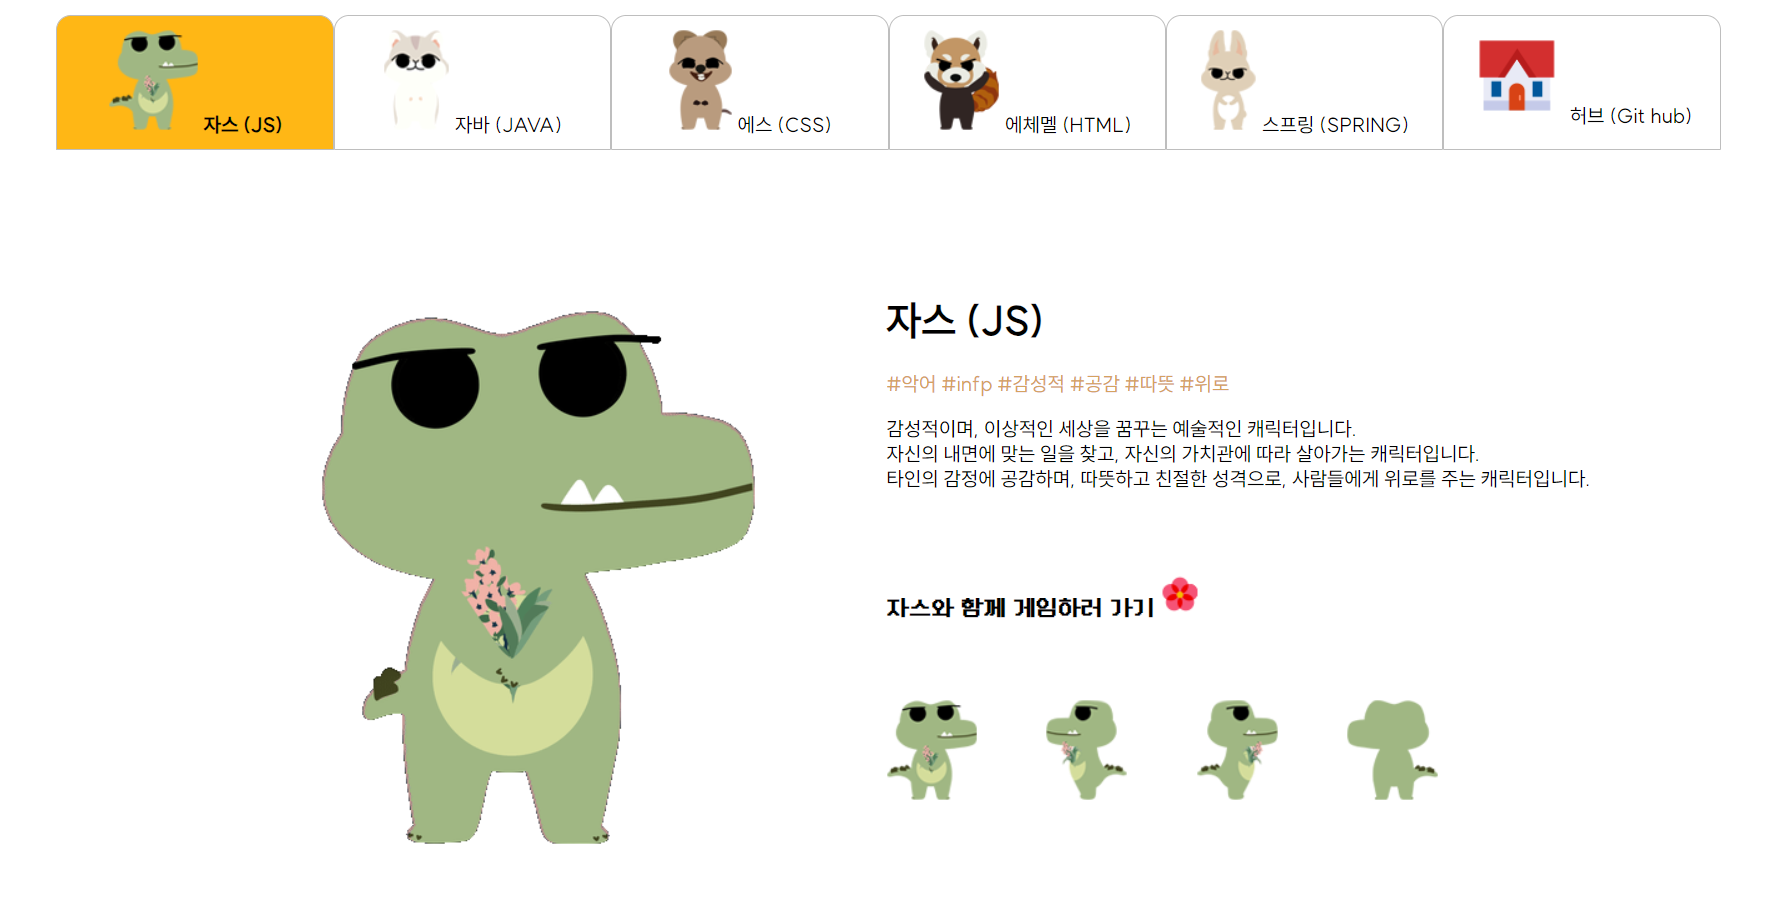 자스 (JS)
자바 (JAVA)
에스 (CSS)
에체멜 (HTML)
스프링 (SPRING)
허브 (Git hub)
자스 (JS)
#악어 #infp #감성적 #공감 #따뜻 #위로
감성적이며, 이상적인 세상을 꿈꾸는 예술적인 캐릭터입니다.
자신의 내면에 맞는 일을 찾고, 자신의 가치관에 따라 살아가는 캐릭터입니다.
타인의 감정에 공감하며, 따뜻하고 친절한 성격으로, 사람들에게 위로를 주는 캐릭터입니다.
자스와 함께 게임하러 가기